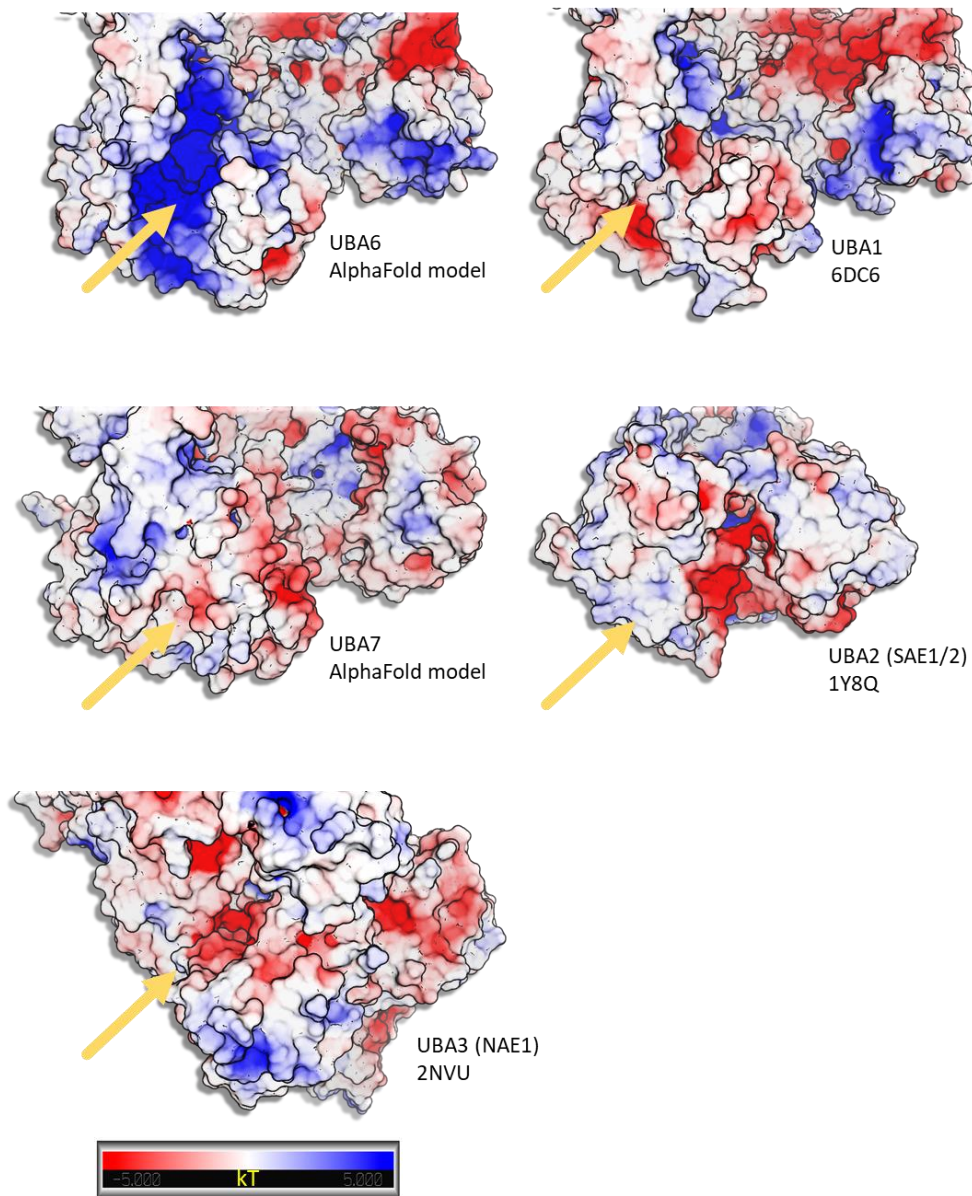 UBA6
AlphaFold model
UBA1
6DC6
UBA7
AlphaFold model
UBA2 (SAE1/2)
1Y8Q
UBA3 (NAE1)
2NVU
-5.000 kT 5.000